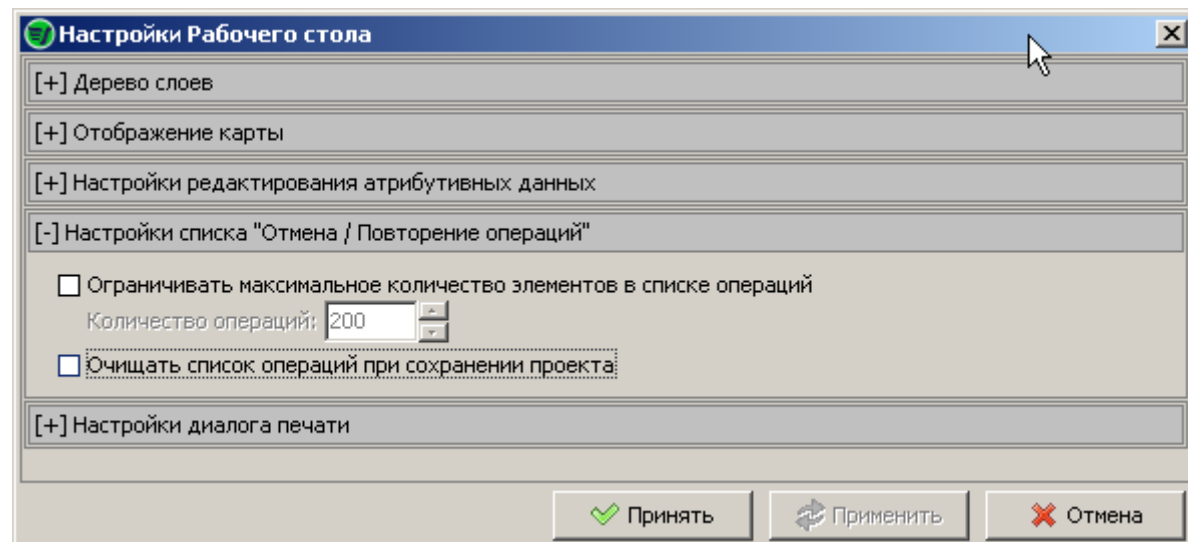 Настройки Рабочего стола
[+] Дерево слоев
[+] Отображение карты
[+] Настройки редактирования атрибутивных данных
[-] Настройки списка "Отмена / Повторение операций"
Ограничивать максимальное количество элементов в списке операций
Количество операций: 200
Очищать список операций при сохранении проекта
[+] Настройки диалога печати
Принять Применить Отмена